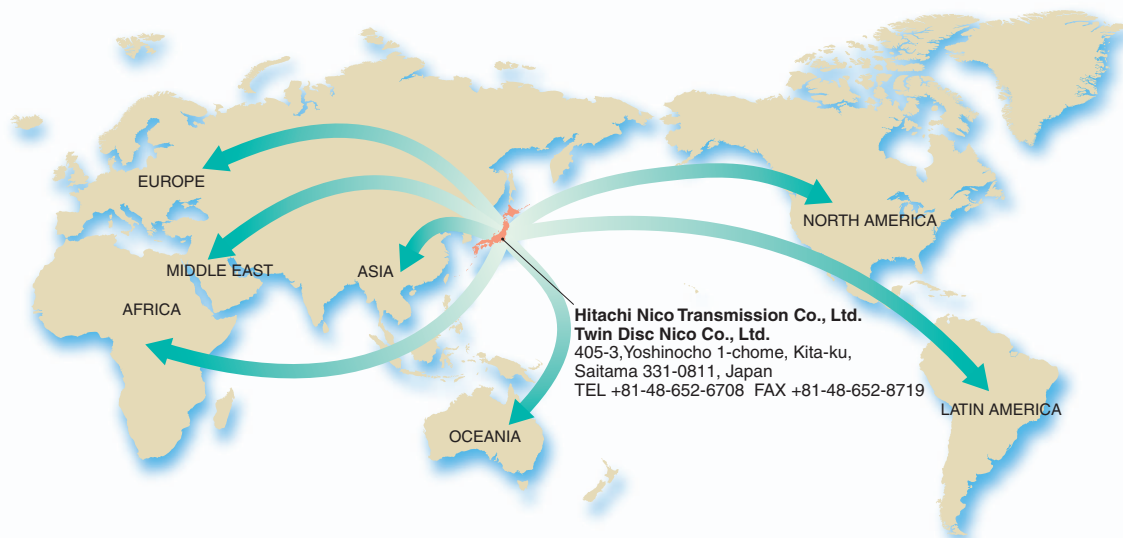 EUROPE
NORTH AMERICA
MIDDLE EAST
ASIA
AFRICA
Hitachi Nico Transmission Co., Ltd.
Twin Disc Nico Co., Ltd.
405-3,Yoshinocho 1-chome, Kita-ku,
Saitama 331-0811, Japan
TEL +81-48-652-6708  FAX +81-48-652-8719
LATIN AMERICA
OCEANIA